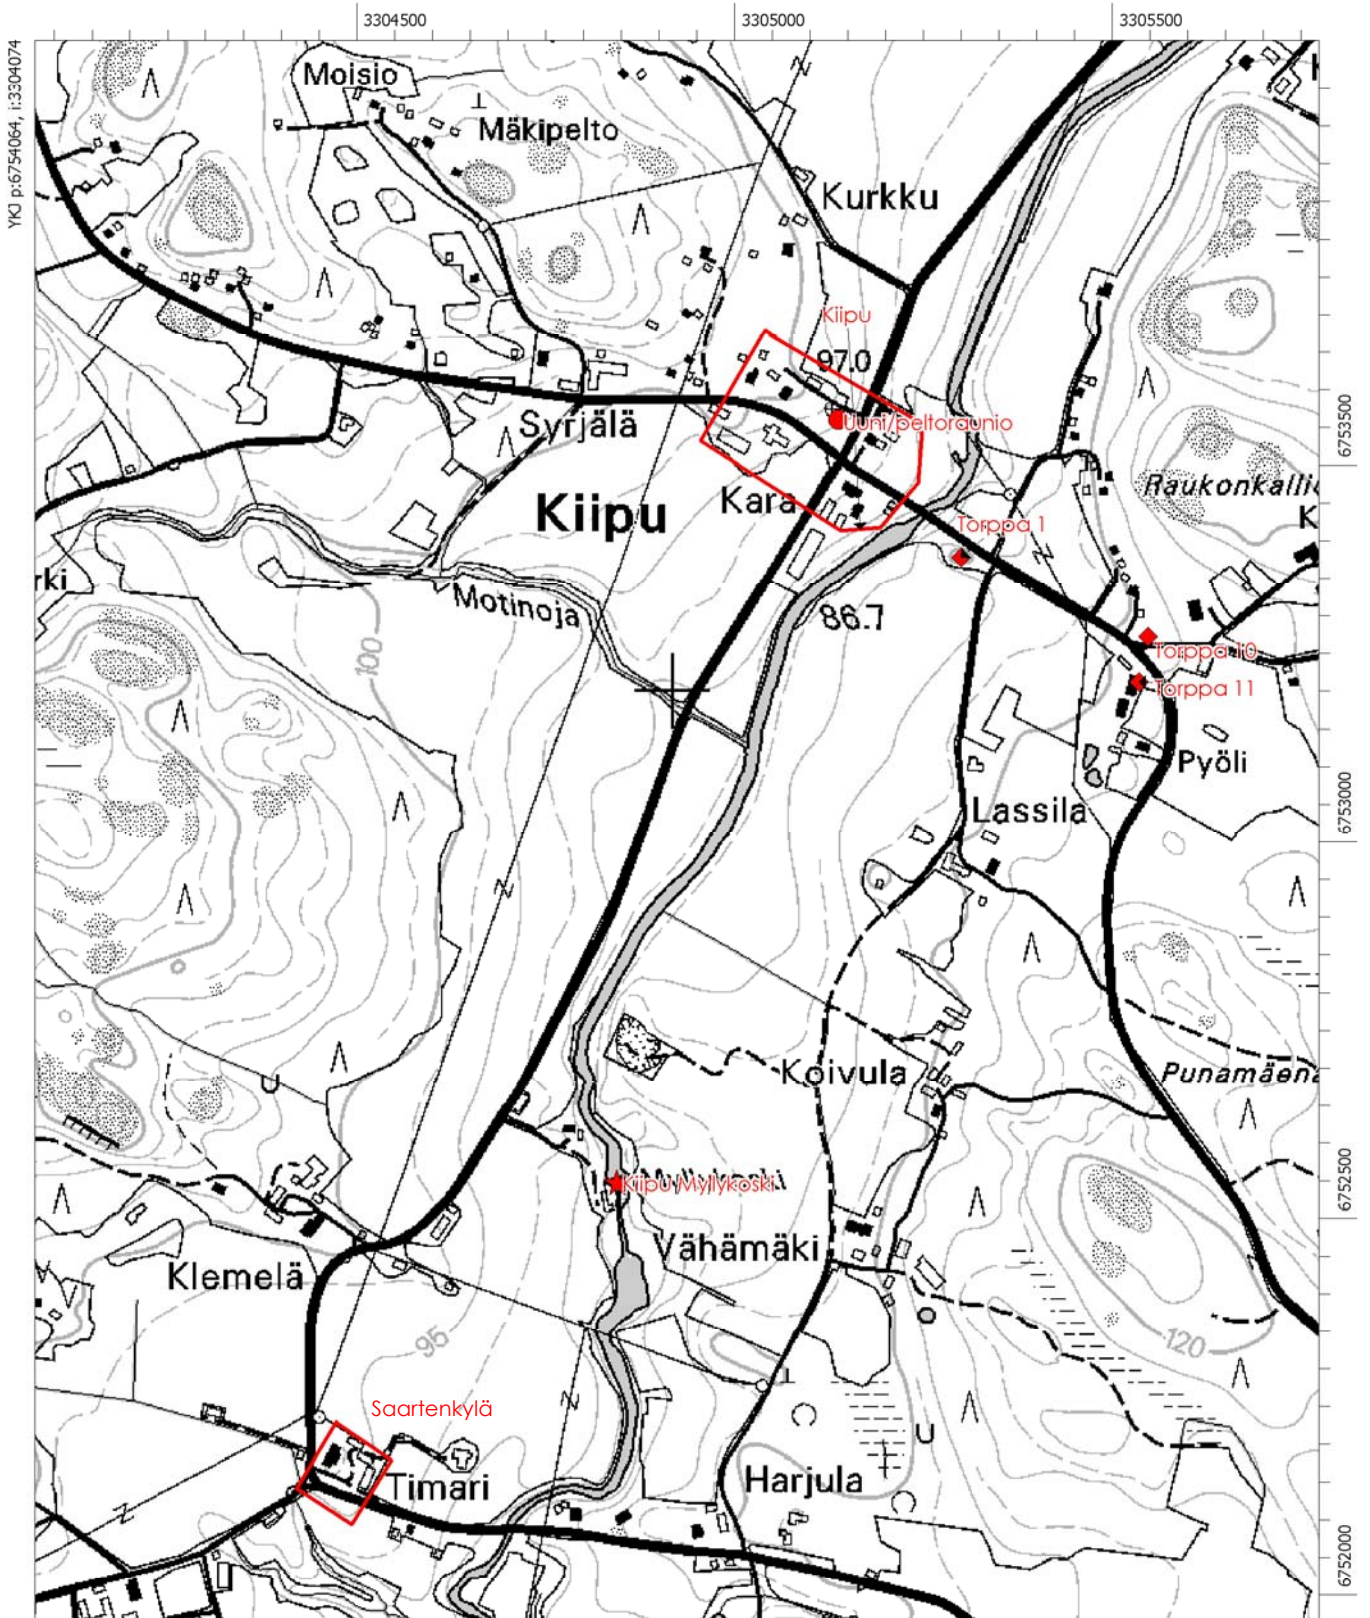 3304500
3305000
3305500
YKJ p:6754064, i:3304074
Moisio
Mäkipelto
Kurkku
Kiipu
97.0
Syrjälä
Uuni/peltoraunio
6753500
Raukonkallio
Kiipu
Kara
K
Torppa 1
rki
Motinoja
86.7
100
Torppa 10
Torppa 11
Pyöli
Lassila
6753000
Koivula
Punamäen
Kiipu Myllykoski
6752500
Vähämäki
Klemelä
95
120
Saartenkylä
Timari
Harjula
6752000